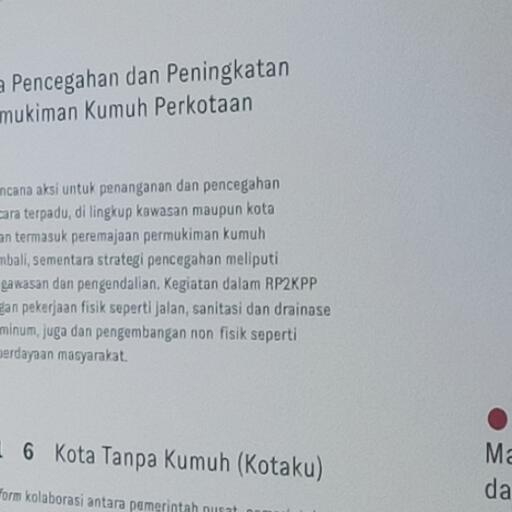 a Pencegahan dan Peningkatan
mukiman Kumuh Perkotaan
ncana aksi untuk penanganan dan pencegahan
cara terpadu, di lingkup kawasan maupun kota
an termasuk peremajaan permukiman kumuh
mbali, sementara strategi pencegahan meliputi
gawasan dan pengendalian. Kegiatan dalam RP2KPP
gan pekerjaan fisik seperti jalan, sanitasi dan drainase
minum, juga dan pengembangan non fisik seperti
perdayaan masyarakat.
6 Kota Tanpa Kumuh (Kotaku)
form kolaborasi antara pemerintah pusat,
Ma
da